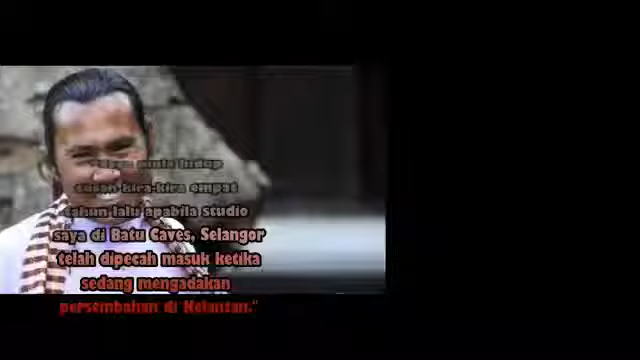 mula hidup
susah kira-kira empat
tahun lalu apabila studio
saya di Batu Caves, Selangor
telah dipecah masuk ketika
sedang mengadakan
persembahan di Kelantan."